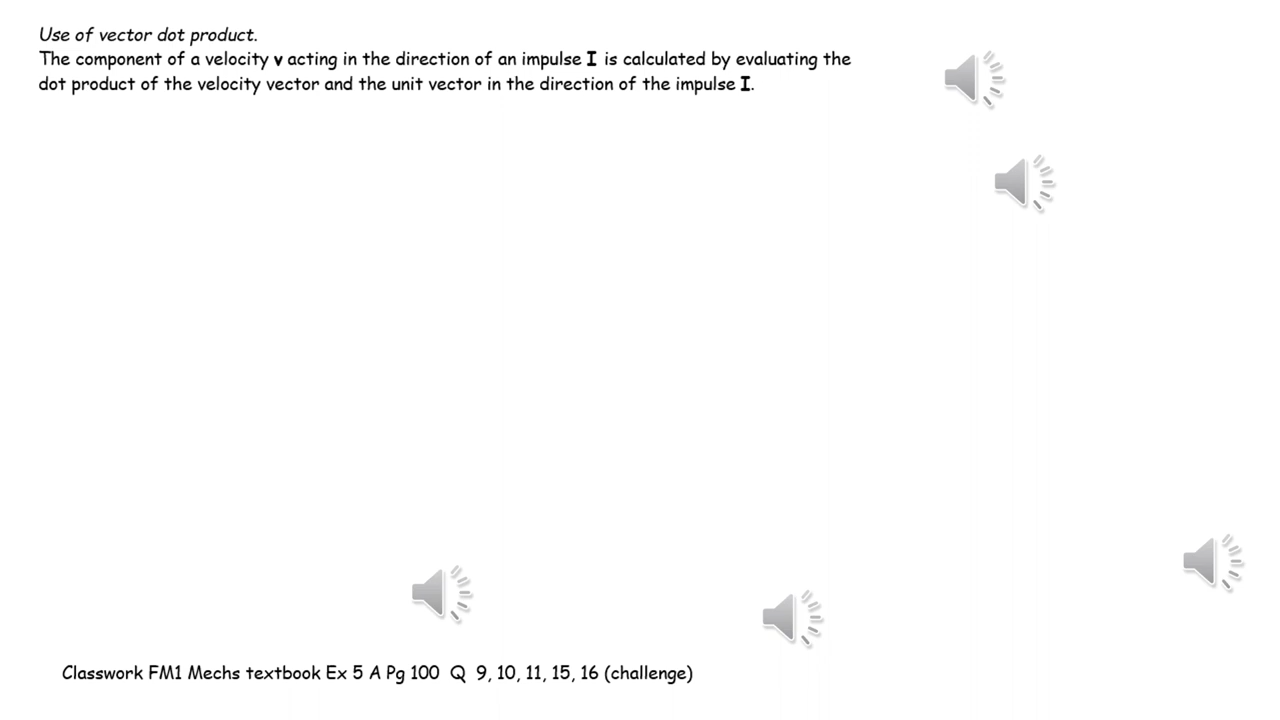 Use of vector dot product.
The component of a velocity v acting in the direction of an impulse I is calculated by evaluating the
dot product of the velocity vector and the unit vector in the direction of the impulse I.
Classwork FM1 Mechs textbook Ex 5 A Pg 100 Q 9, 10, 11, 15, 16 (challenge)